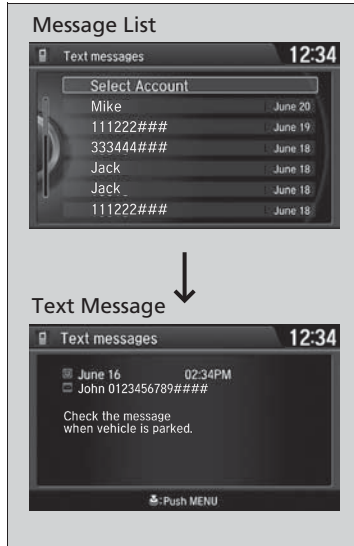 Message List
Text messages 12:34
Select Account
Mike June 20
111222### June 19
333444### June 18
Jack June 18
Jack June 18
111222### June 18
Text Message
Text messages 12:34
June 16 02:34PM
John 0123456789####
Check the message
when vehicle is parked.
:Push MENU